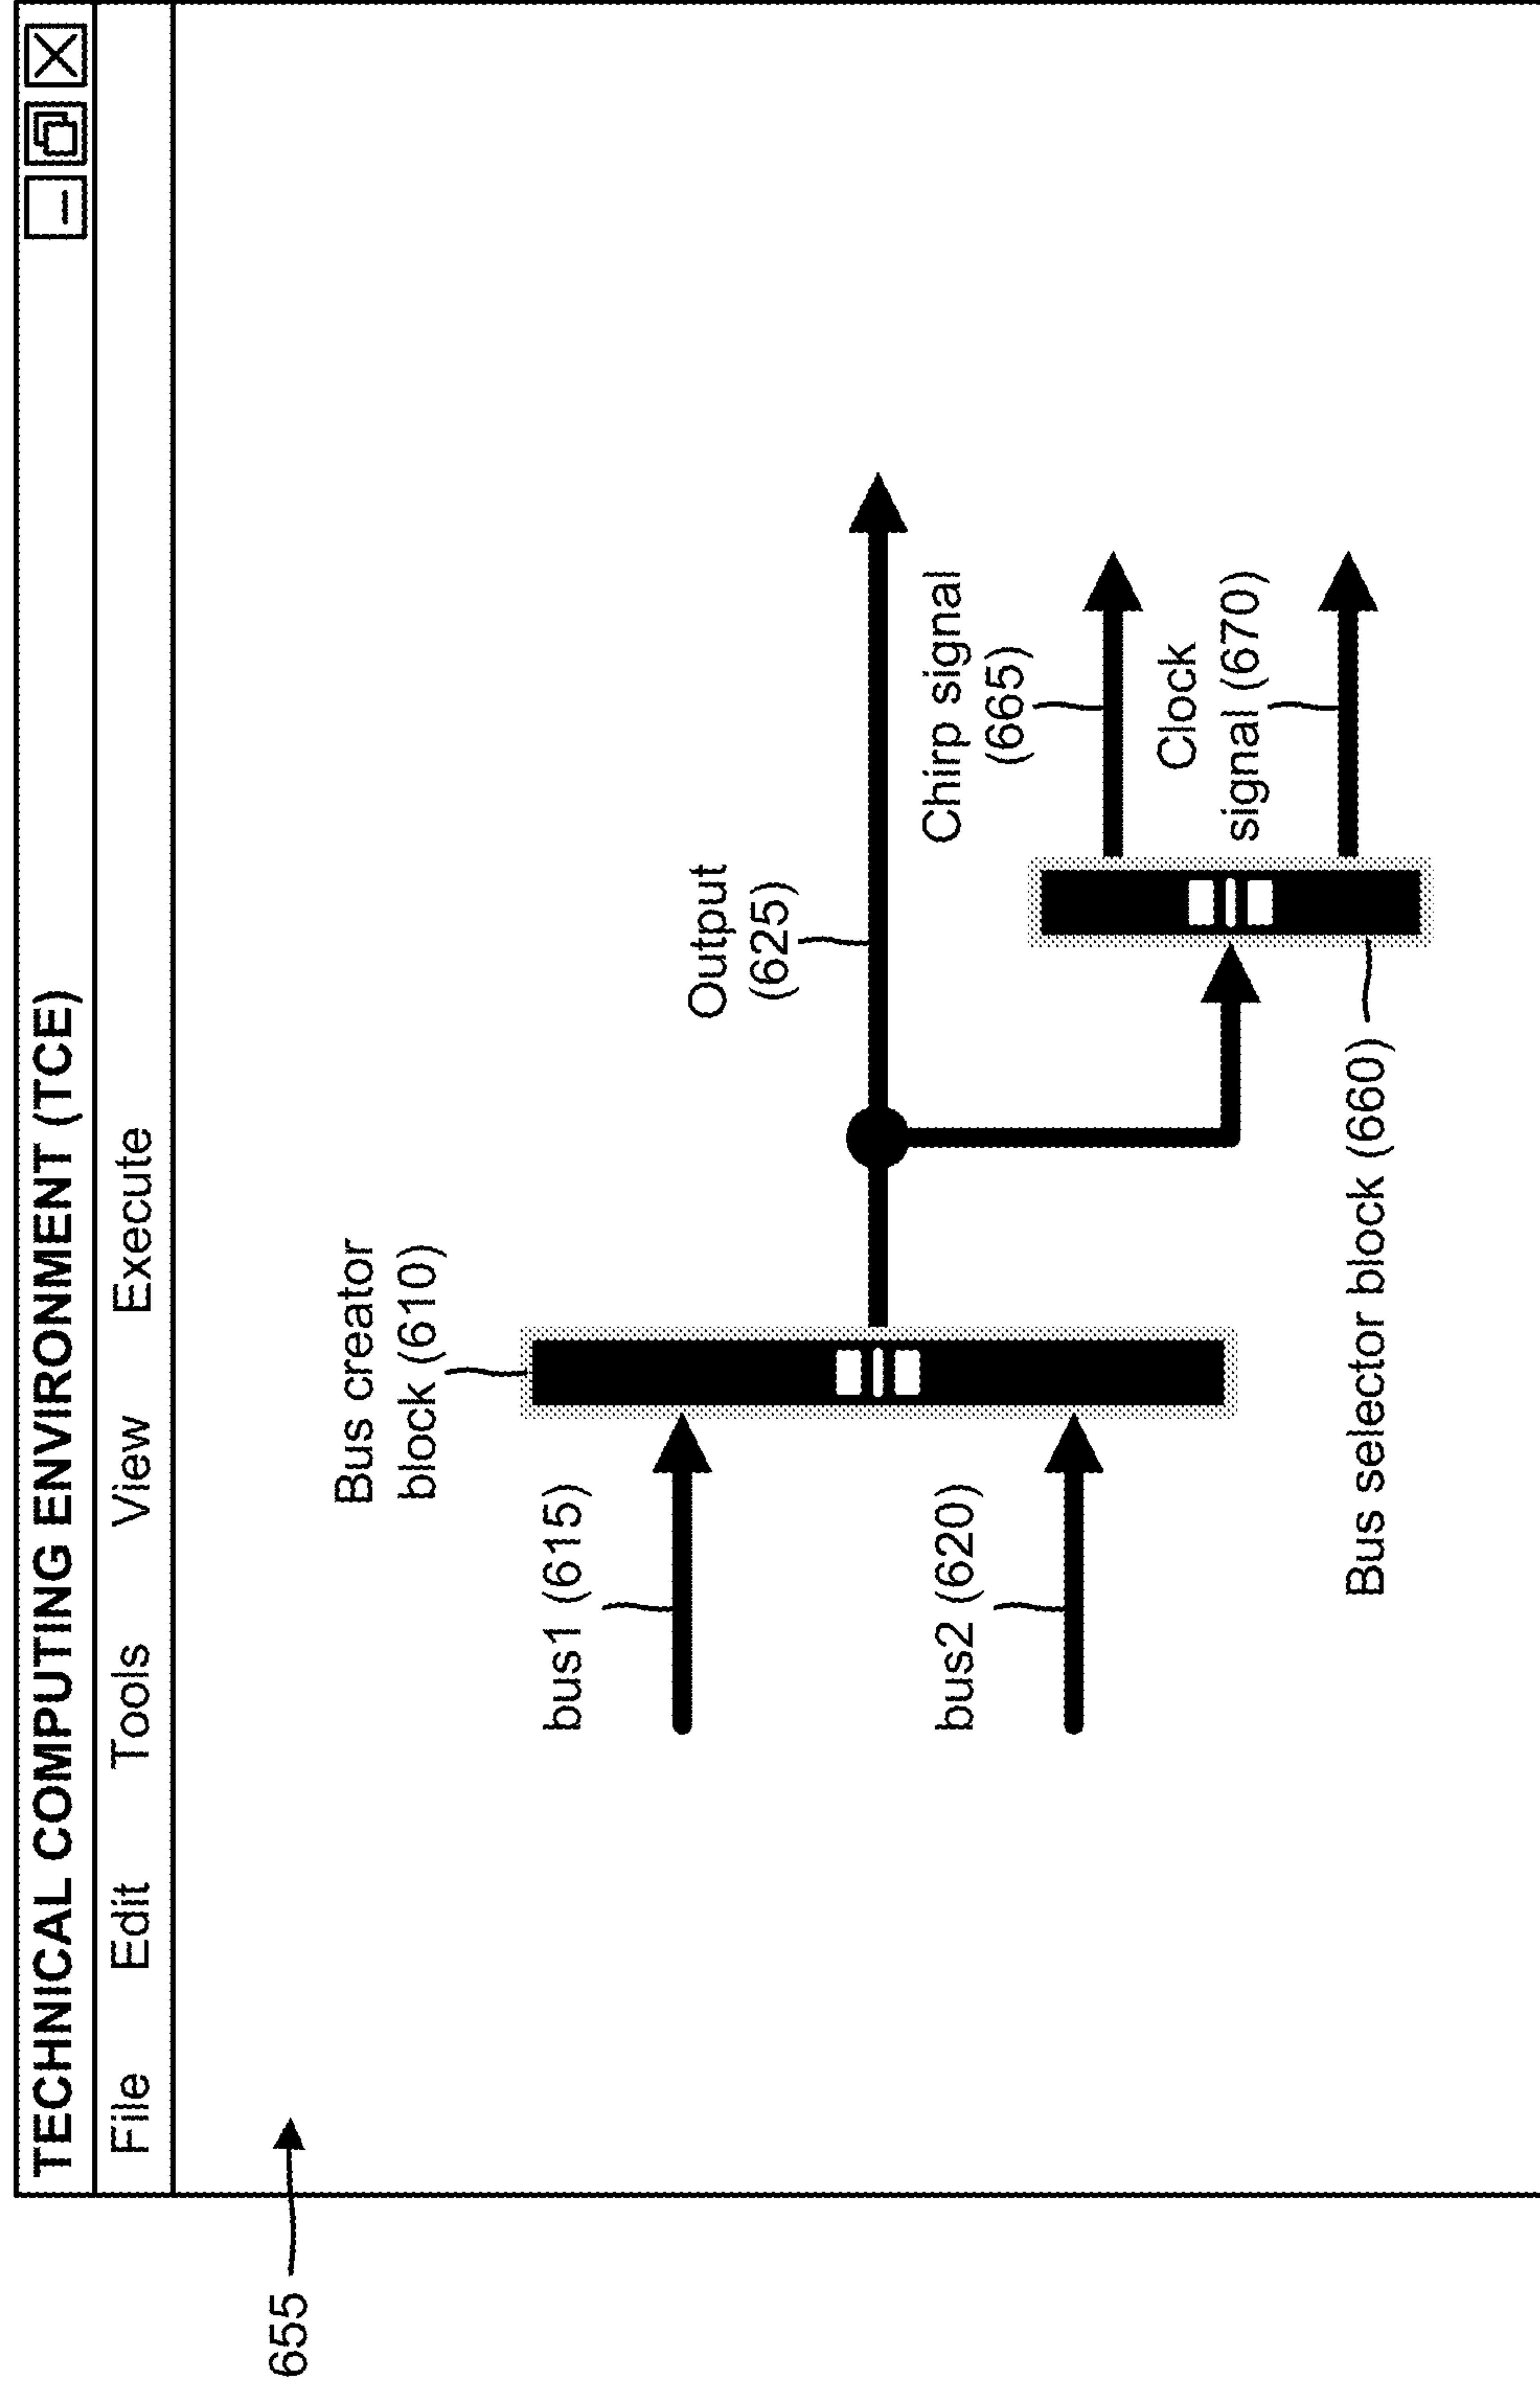 TECHNICAL COMPUTING ENVIRONMENT (TCE)
File Edit Tools View Execute
655
Bus creator
block (610)
bus1 (615)
bus2 (620)
Output
(625)
Chirp signal
(665)
Clock
signal (670)
Bus selector block (660)